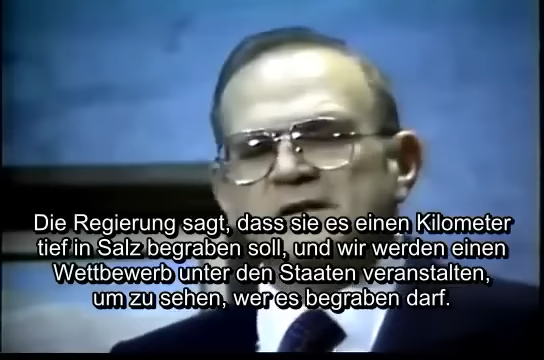 Die Regierung sagt, dass sie es einen Kilometer
tief in Salz begraben soll, und wir werden einen
Wettbewerb unter den Staaten veranstalten,
um zu sehen, wer es begraben darf.